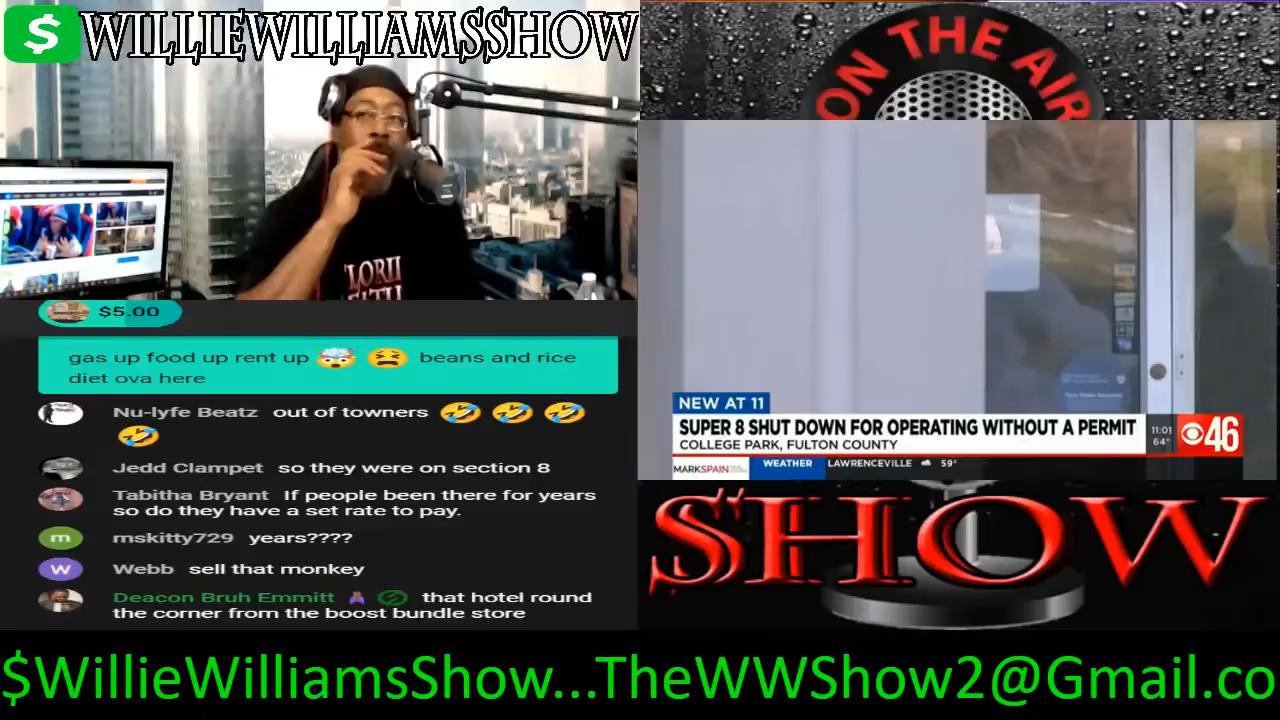 $ WILLIEWILLIAMSSHOW
ON THE AIR
$5.00
gas up food up rent up 🤯 😫 beans and rice
diet ova here
Nu-lyfe Beatz out of towners 🤣 🤣 🤣
🤣
Jedd Clampet so they were on section 8
Tabitha Bryant If people been there for years
so do they have a set rate to pay.
m mskitty729 years????
W Webb sell that monkey
Deacon Bruh Emmitt that hotel round
the corner from the boost bundle store
NEW AT 11
SUPER 8 SHUT DOWN FOR OPERATING WITHOUT A PERMIT
COLLEGE PARK, FULTON COUNTY
11:01
64°
46
MARKSPAIN
WEATHER LAWRENCEVILLE 59°
$HOW
$WillieWilliamsShow...TheWWShow2@Gmail.co